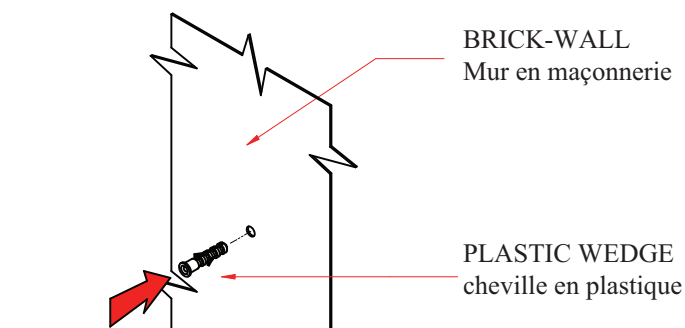 BRICK-WALL
Mur en maçonnerie
PLASTIC WEDGE
cheville en plastique